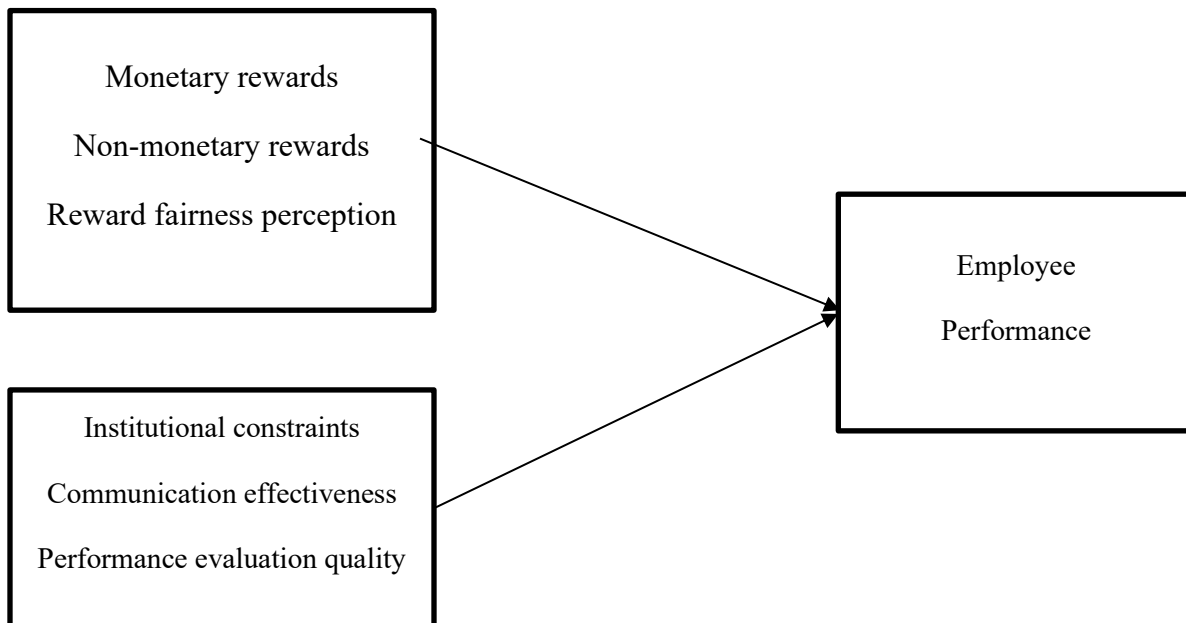 Monetary rewards
Non-monetary rewards
Reward fairness perception
Employee
Performance
Institutional constraints
Communication effectiveness
Performance evaluation quality